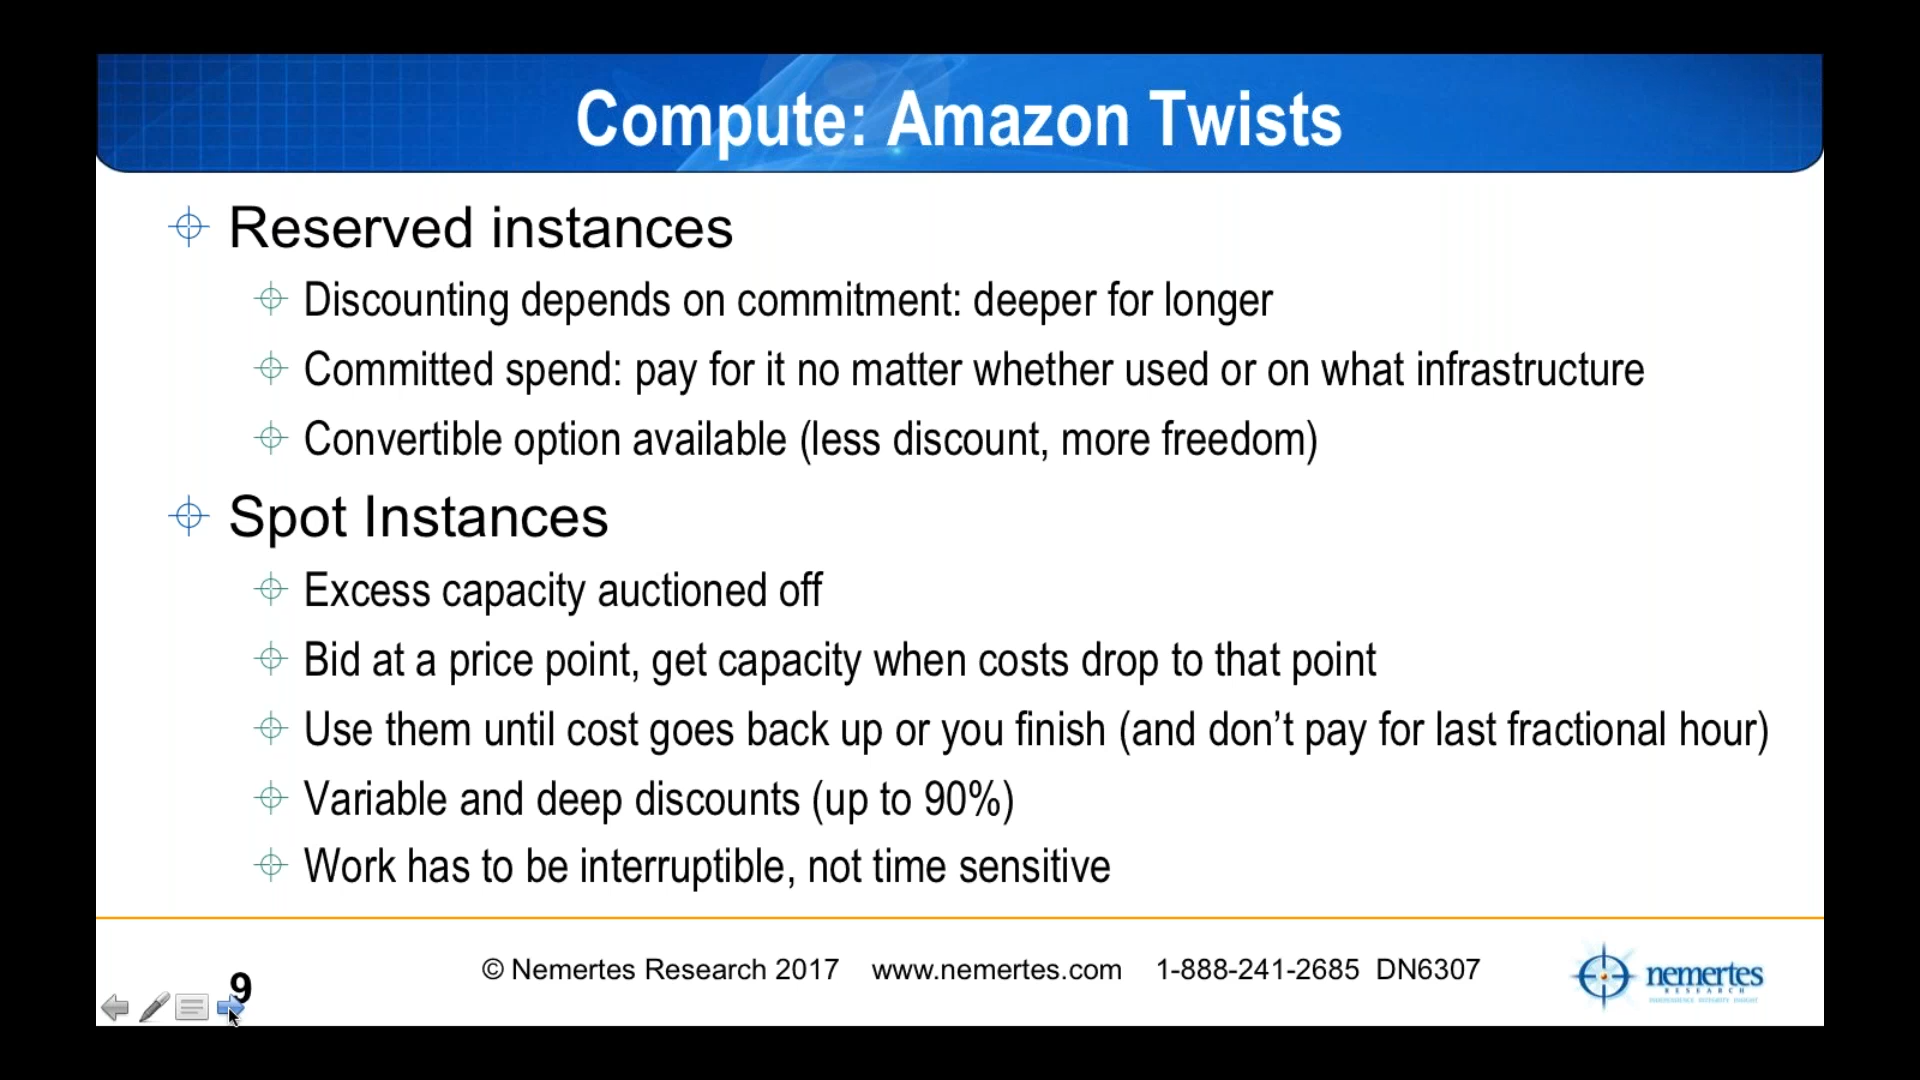 Compute: Amazon Twists
Reserved instances
Discounting depends on commitment: deeper for longer
Committed spend: pay for it no matter whether used or on what infrastructure
Convertible option available (less discount, more freedom)
Spot Instances
Excess capacity auctioned off
Bid at a price point, get capacity when costs drop to that point
Use them until cost goes back up or you finish (and don’t pay for last fractional hour)
Variable and deep discounts (up to 90%)
Work has to be interruptible, not time sensitive
9
© Nemertes Research 2017 www.nemertes.com 1-888-241-2685 DN6307
nemertes
RESEARCH